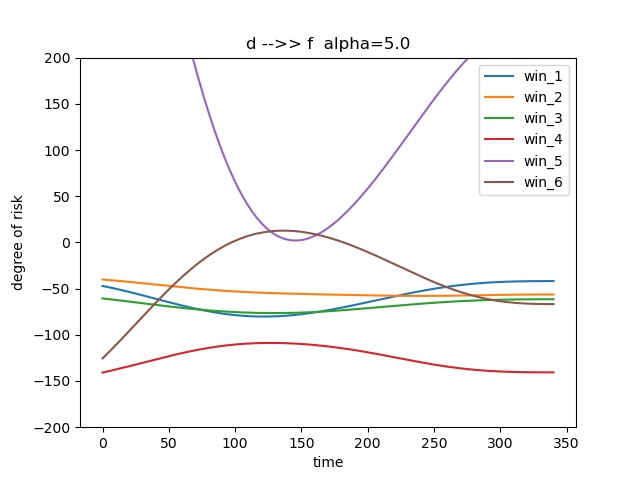 d -->> f  alpha=5.0
degree of risk
200
150
100
50
0
−50
−100
−150
−200
win_1
win_2
win_3
win_4
win_5
win_6
0 50 100 150 200 250 300 350
time